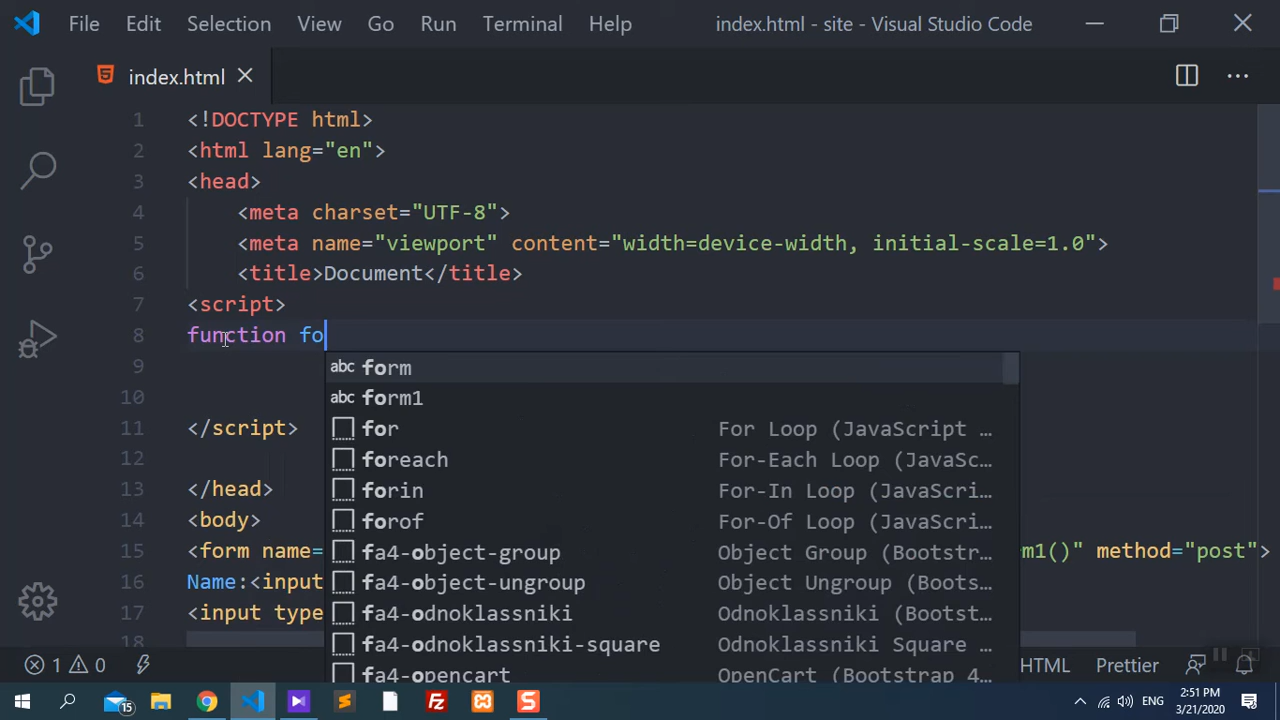 File Edit Selection View Go Run Terminal Help index.html - site - Visual Studio Code
index.html
1 <!DOCTYPE html>
2 <html lang="en">
3 <head>
4 <meta charset="UTF-8">
5 <meta name="viewport" content="width=device-width, initial-scale=1.0">
6 <title>Document</title>
7 <script>
8 function fo
9 abc form
10 abc form1
11 </script> for For Loop (JavaScript …
12 foreach For-Each Loop (JavaSc…
13 </head> forin For-In Loop (JavaScri…
14 <body> forof For-Of Loop (JavaScri…
15 <form name= fa4-object-group Object Group (Bootstr… m1()" method="post">
16 Name:<input fa4-object-ungroup Object Ungroup (Boots…
17 <input type fa4-odnoklassniki Odnoklassniki (Bootst…
18 fa4-odnoklassniki-square Odnoklassniki Square …
fa4-opencart OpenCart (Bootstrap 4…
1 0 HTML Prettier
15 ENG 2:51 PM
3/21/2020